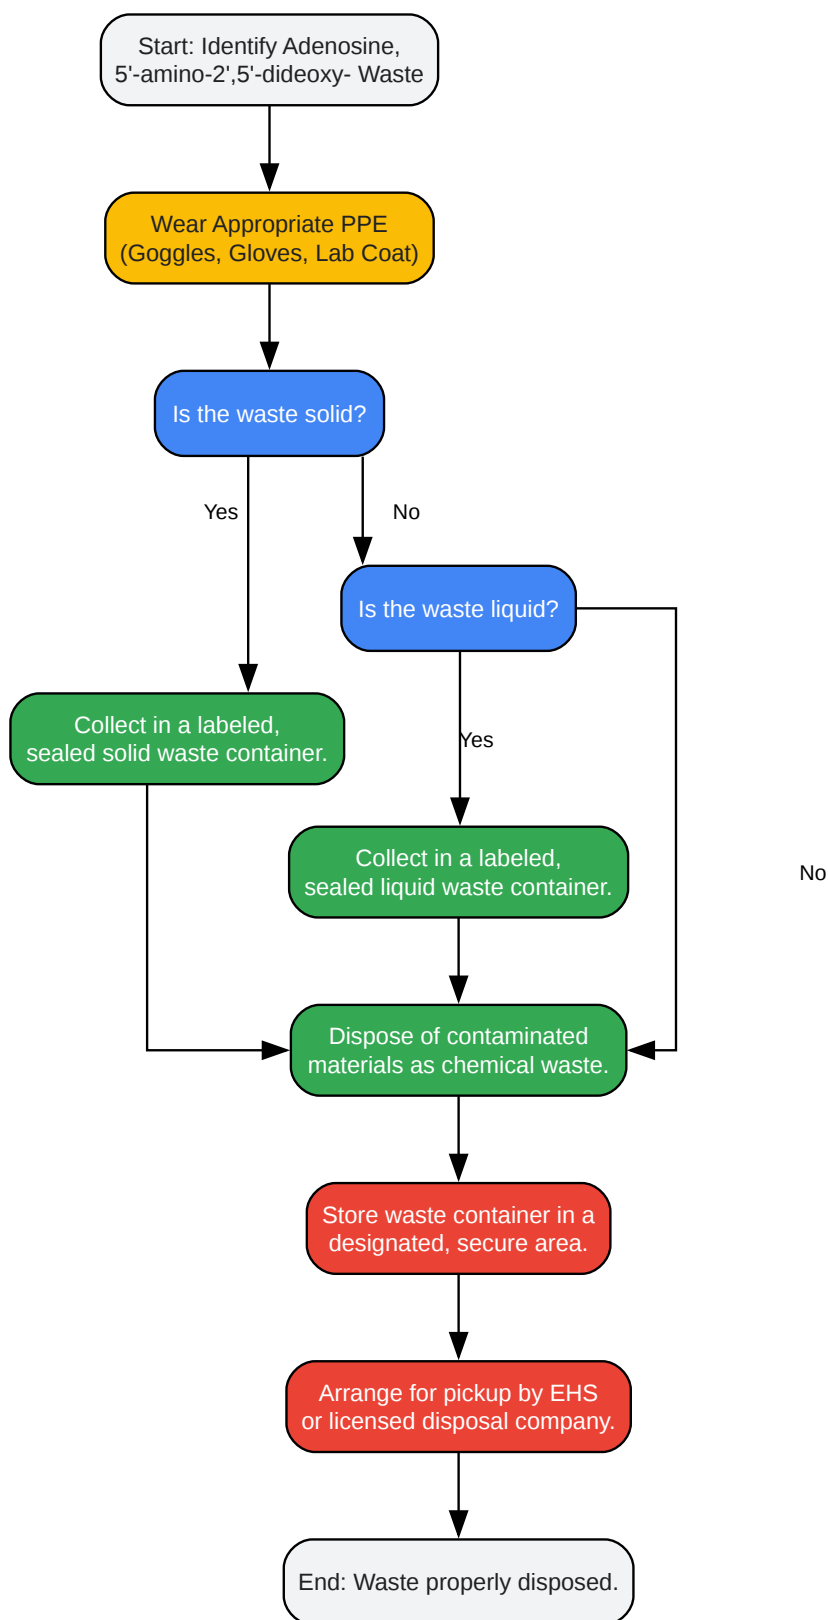 Start: Identify Adenosine,
5'-amino-2',5'-dideoxy- Waste
Wear Appropriate PPE
(Goggles, Gloves, Lab Coat)
Is the waste solid?
Yes
No
Is the waste liquid?
Collect in a labeled,
sealed solid waste container.
Yes
Collect in a labeled,
sealed liquid waste container.
No
Dispose of contaminated
materials as chemical waste.
Store waste container in a
designated, secure area.
Arrange for pickup by EHS
or licensed disposal company.
End: Waste properly disposed.